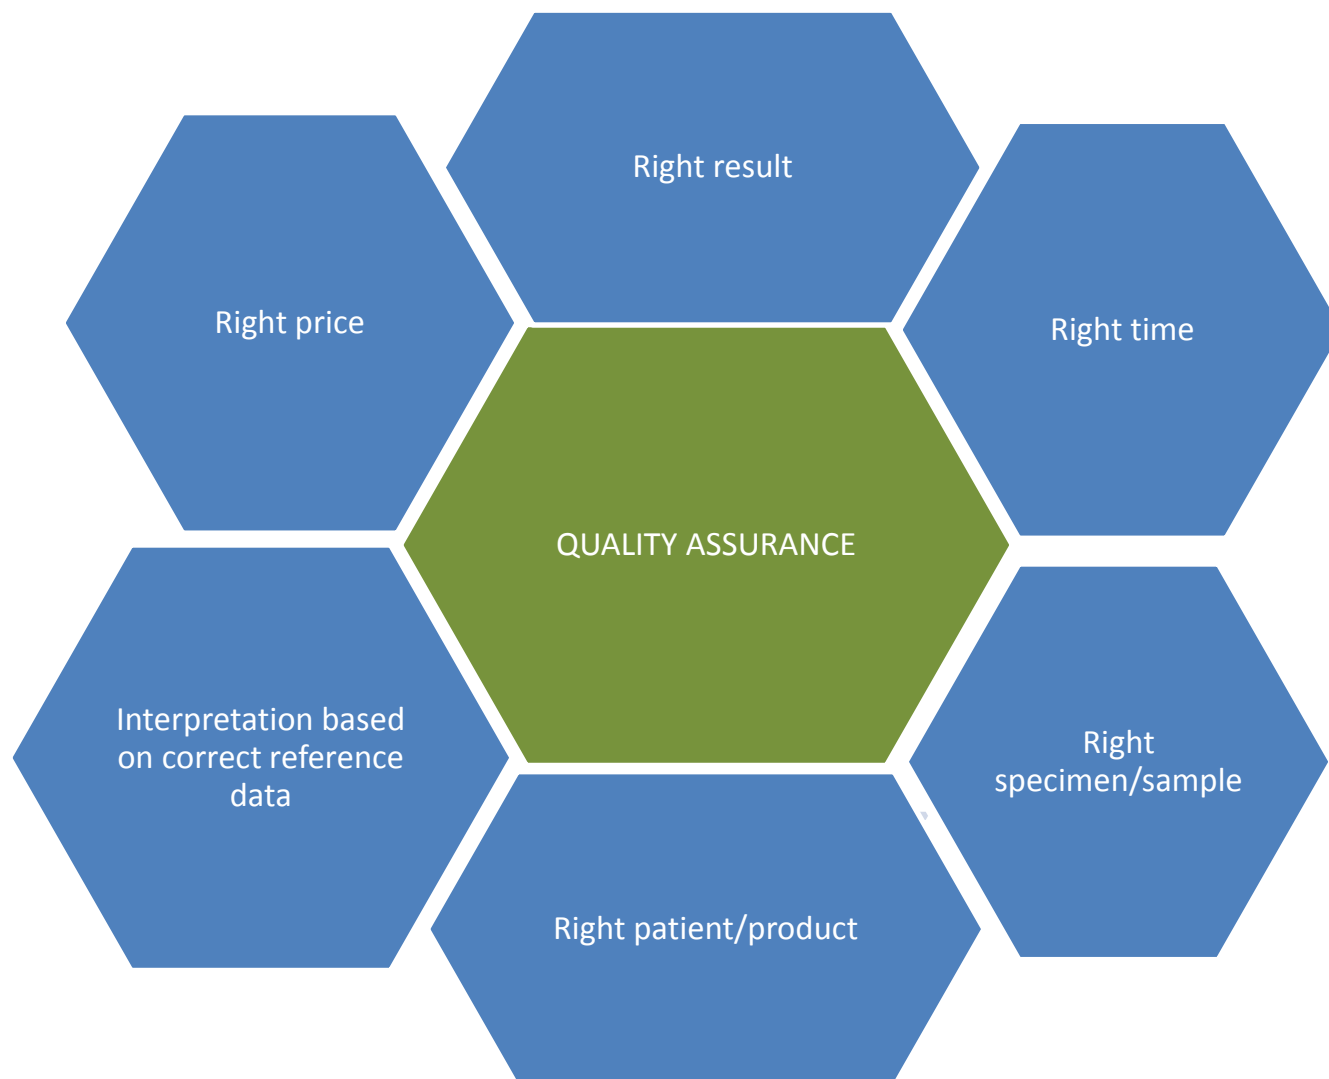 Right result
Right price
Right time
QUALITY ASSURANCE
Interpretation based
on correct reference
data
Right
specimen/sample
Right patient/product